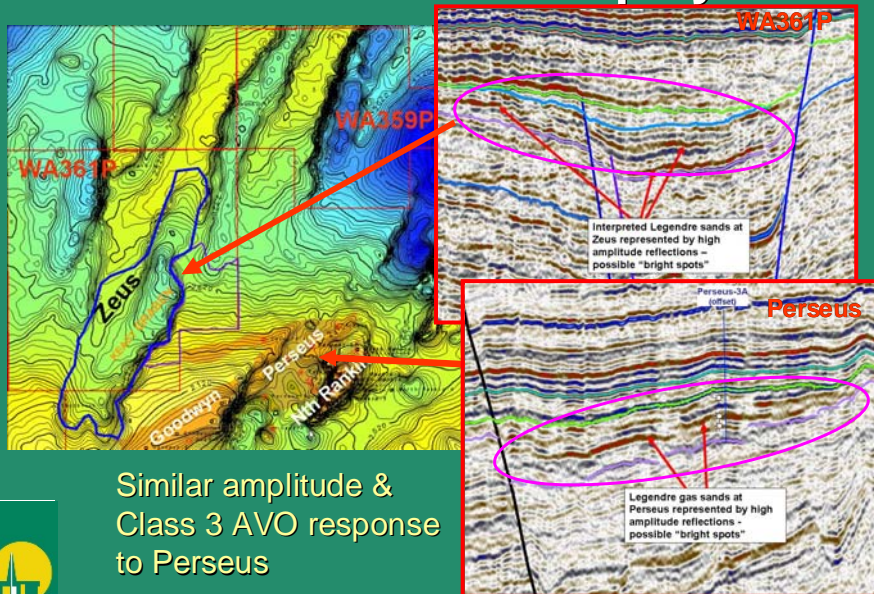 WA361P
WA359P
WA361P
Zeus
Perseus
Nth Rankin
Goodwyn
Interpreted Legendre sands at
Zeus represented by high
amplitude reflections –
possible "bright spots"
Perseus-3A
(offset)
Perseus
Legendre gas sands at
Perseus represented by high
amplitude reflections -
possible "bright spots"
Similar amplitude &
Class 3 AVO response
to Perseus